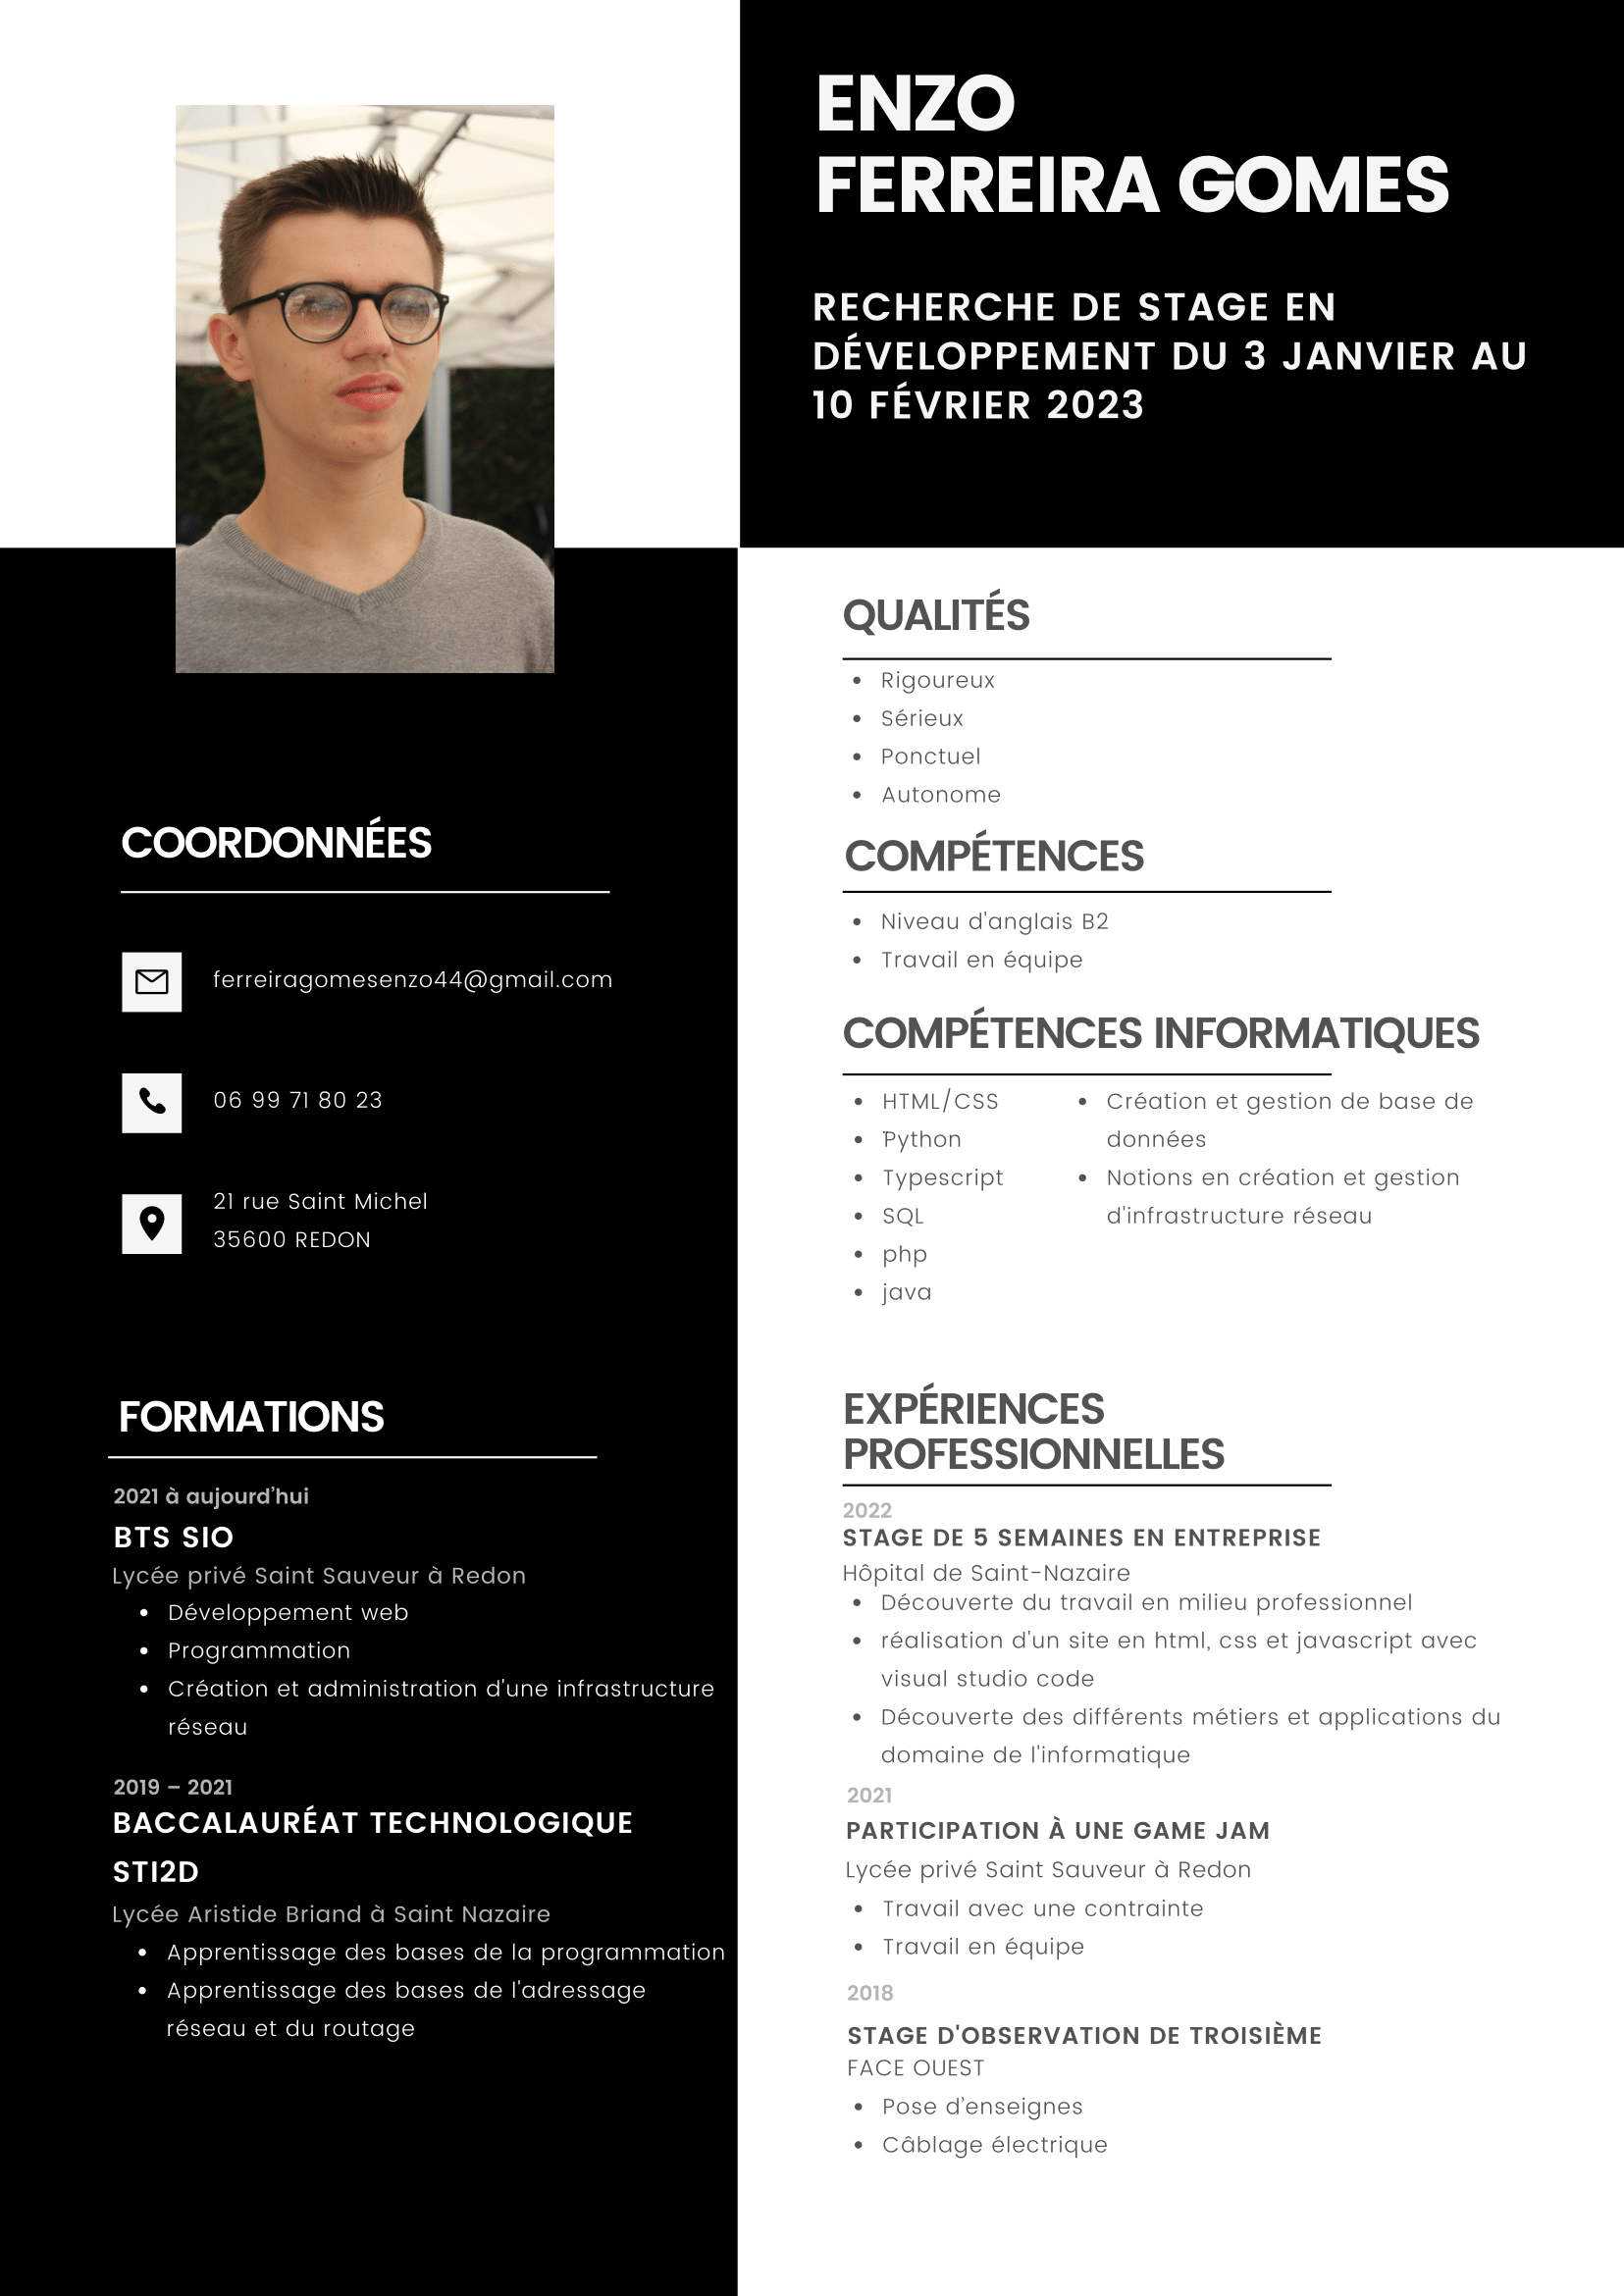 ENZO
FERREIRA GOMES
RECHERCHE DE STAGE EN
DÉVELOPPEMENT DU 3 JANVIER AU
10 FÉVRIER 2023
COORDONNÉES
ferreiragomesenzo44@gmail.com
06 99 71 80 23
21 rue Saint Michel
35600 REDON
FORMATIONS
2021 à aujourd'hui
BTS SIO
Lycée privé Saint Sauveur à Redon
• Développement web
• Programmation
• Création et administration d'une infrastructure
réseau
2019 – 2021
BACCALAURÉAT TECHNOLOGIQUE
STI2D
Lycée Aristide Briand à Saint Nazaire
• Apprentissage des bases de la programmation
• Apprentissage des bases de l'adressage
réseau et du routage
QUALITÉS
• Rigoureux
• Sérieux
• Ponctuel
• Autonome
COMPÉTENCES
• Niveau d'anglais B2
• Travail en équipe
COMPÉTENCES INFORMATIQUES
• HTML/CSS
• Python
• Typescript
• SQL
• php
• java
• Création et gestion de base de
données
• Notions en création et gestion
d'infrastructure réseau
EXPÉRIENCES
PROFESSIONNELLES
2022
STAGE DE 5 SEMAINES EN ENTREPRISE
Hôpital de Saint-Nazaire
• Découverte du travail en milieu professionnel
• réalisation d'un site en html, css et javascript avec
visual studio code
• Découverte des différents métiers et applications du
domaine de l'informatique
2021
PARTICIPATION À UNE GAME JAM
Lycée privé Saint Sauveur à Redon
• Travail avec une contrainte
• Travail en équipe
2018
STAGE D'OBSERVATION DE TROISIÈME
FACE OUEST
• Pose d'enseignes
• Câblage électrique